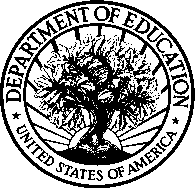 DEPARTMENT OF EDUCATION
★ UNITED STATES OF AMERICA ★